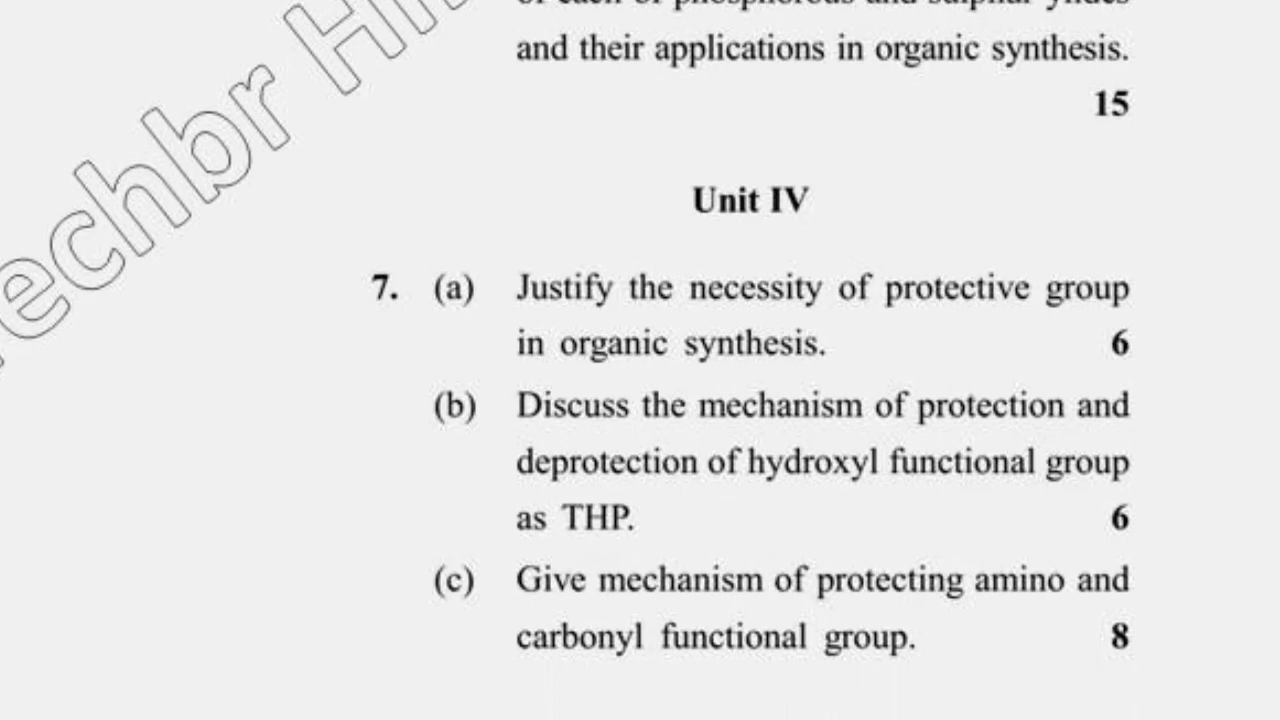 and their applications in organic synthesis.
15
Unit IV
7. (a) Justify the necessity of protective group
in organic synthesis. 6
(b) Discuss the mechanism of protection and
deprotection of hydroxyl functional group
as THP. 6
(c) Give mechanism of protecting amino and
carbonyl functional group. 8